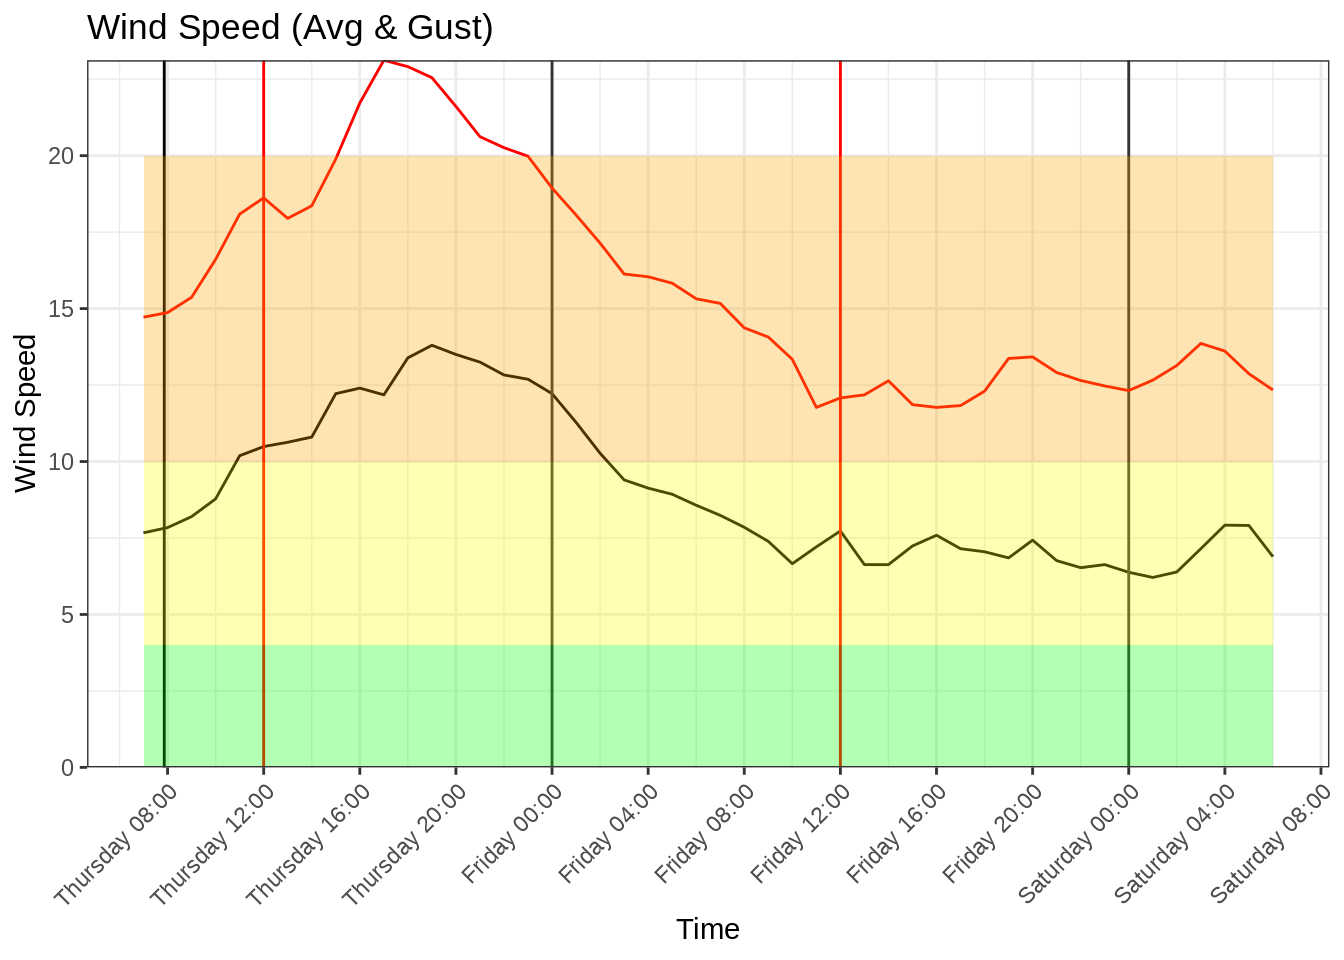 Wind Speed (Avg & Gust)
Wind Speed
20
15
10
5
0
Thursday 08:00
Thursday 12:00
Thursday 16:00
Thursday 20:00
Friday 00:00
Friday 04:00
Friday 08:00
Friday 12:00
Friday 16:00
Friday 20:00
Saturday 00:00
Saturday 04:00
Saturday 08:00
Time